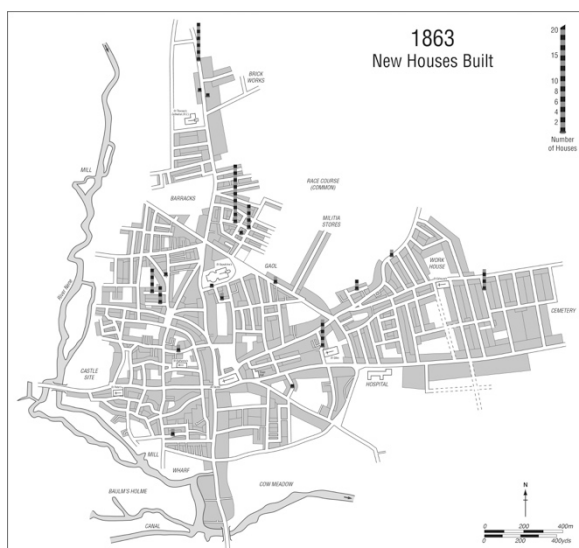 1863
New Houses Built
20
10
8
6
4
2
Number
of Houses
BRICK
WORKS
MILL
BARRACKS
RACE COURSE
(COMMON)
MILITIA
STORES
GAOL
WORK
HOUSE
CEMETERY
River Nene
CASTLE
SITE
HOSPITAL
MILL
WHARF
BAULM'S HOLME
COW MEADOW
CANAL
N
0 200 400m
0 200 400yds